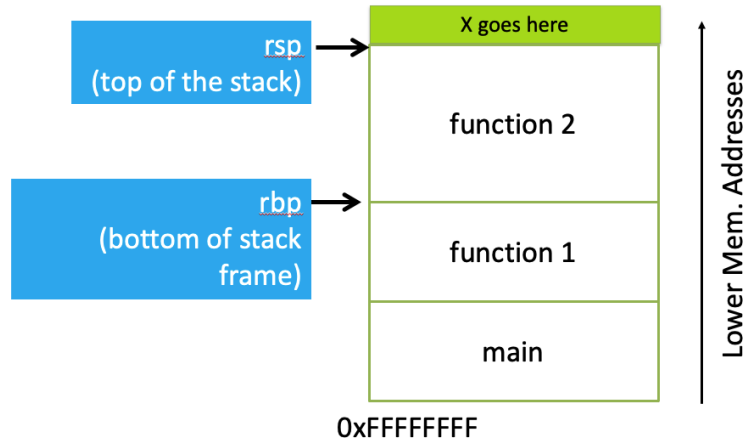 X goes here
rsp
(top of the stack)
function 2
rbp
(bottom of stack
frame)
function 1
main
0xFFFFFFFF
Lower Mem. Addresses